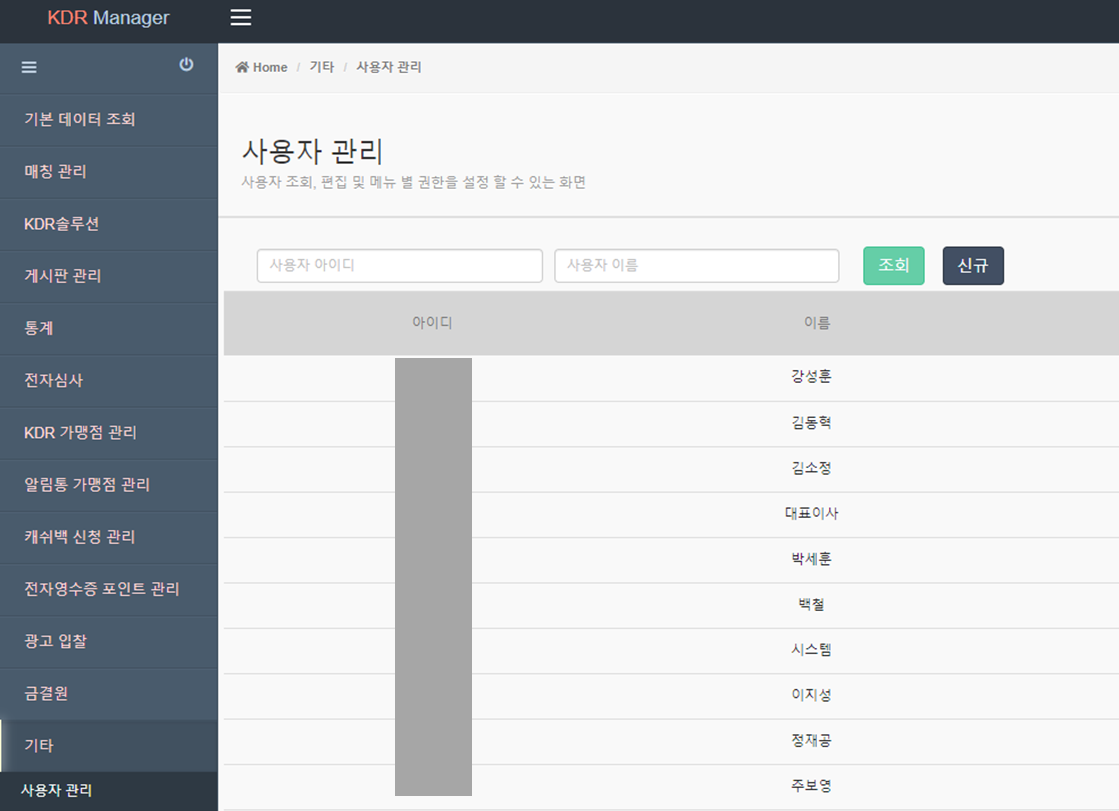 KDR Manager
Home / 기타 / 사용자 관리
기본 데이터 조회
매칭 관리
KDR솔루션
게시판 관리
통계
전자심사
KDR 가맹점 관리
알림통 가맹점 관리
캐쉬백 신청 관리
전자영수증 포인트 관리
광고 입찰
금결원
기타
사용자 관리
사용자 관리
사용자 조회, 편집 및 메뉴 별 권한을 설정 할 수 있는 화면
사용자 아이디 사용자 이름 조회 신규
아이디 이름
강성훈
김동혁
김소정
대표이사
박세훈
백철
시스템
이지성
정재공
주보영